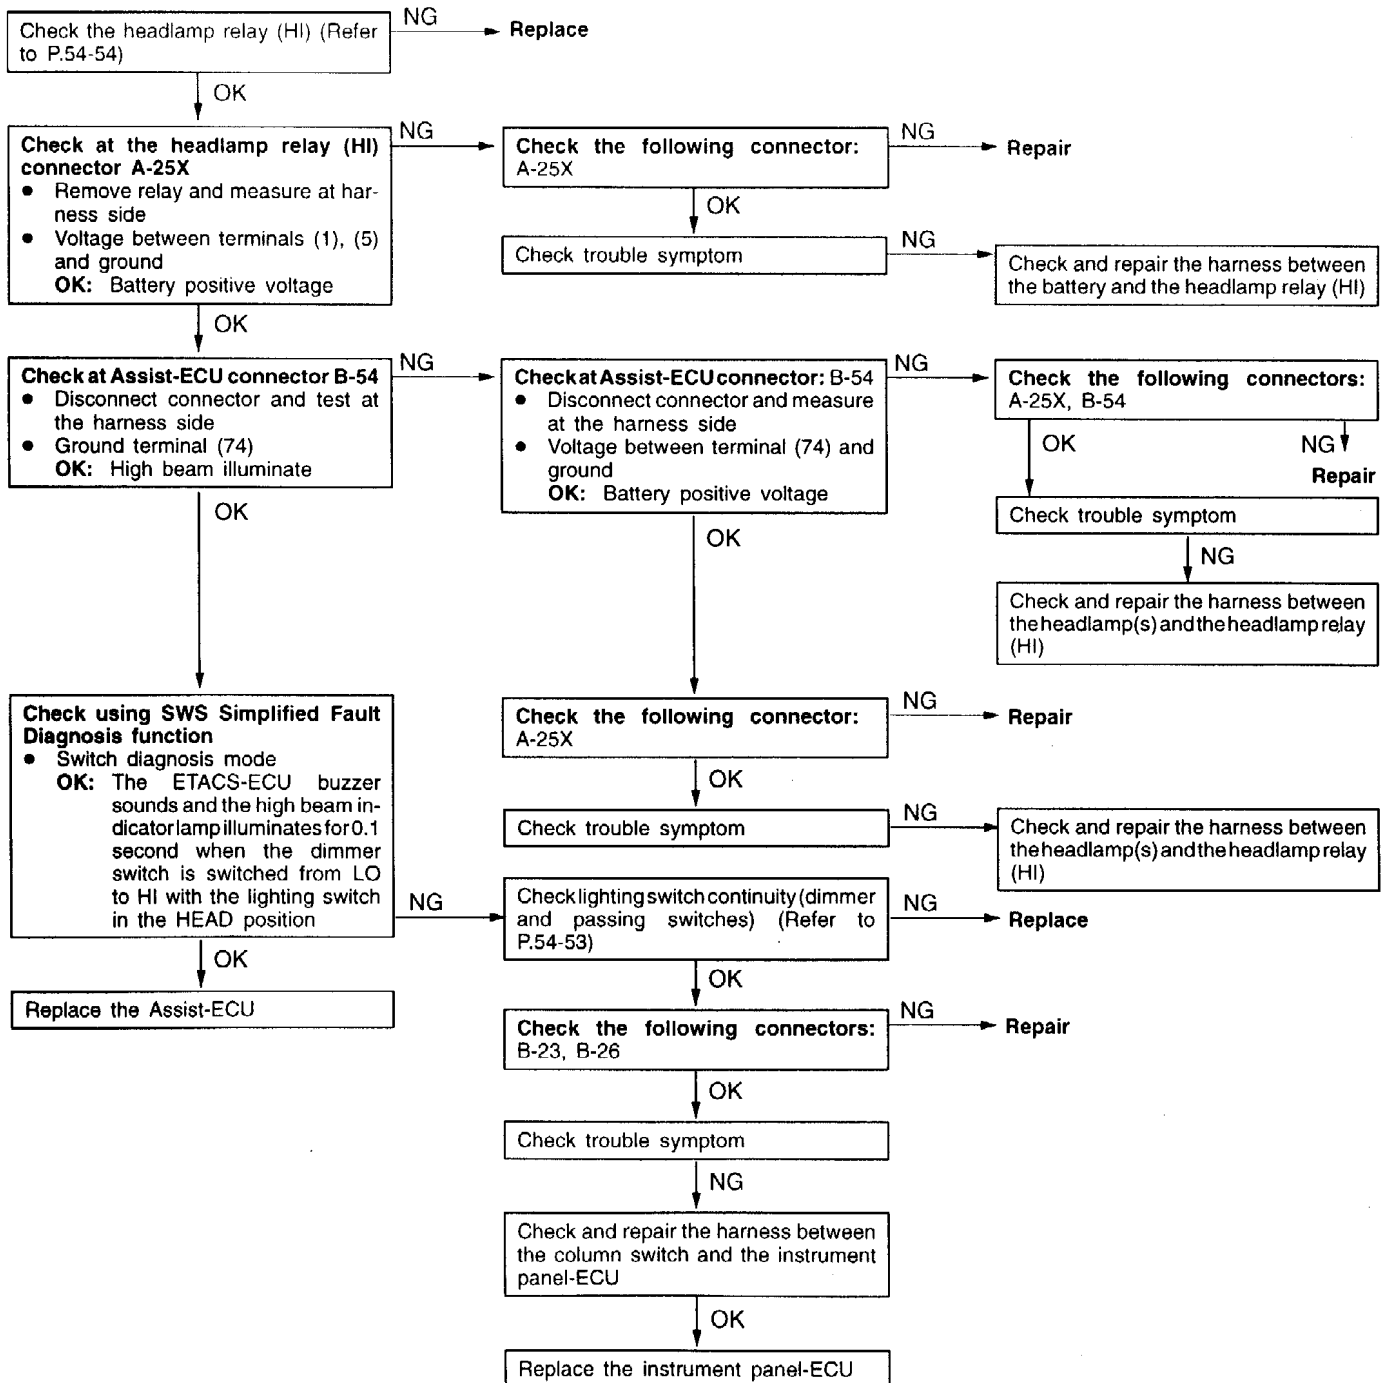 Check the headlamp relay (HI) (Refer
to P.54-54)
NG
Replace
OK
Check at the headlamp relay (HI)
connector A-25X
● Remove relay and measure at har-
ness side
● Voltage between terminals (1), (5)
and ground
OK: Battery positive voltage
NG
Check the following connector:
A-25X
NG
Repair
OK
Check trouble symptom
NG
Check and repair the harness between
the battery and the headlamp relay (HI)
OK
Check at Assist-ECU connector B-54
● Disconnect connector and test at
the harness side
● Ground terminal (74)
OK: High beam illuminate
NG
Check at Assist-ECU connector: B-54
● Disconnect connector and measure
at the harness side
● Voltage between terminal (74) and
ground
OK: Battery positive voltage
NG
Check the following connectors:
A-25X, B-54
OK
NG
Repair
Check trouble symptom
NG
Check and repair the harness between
the headlamp(s) and the headlamp relay
(HI)
OK
OK
Check using SWS Simplified Fault
Diagnosis function
● Switch diagnosis mode
OK: The ETACS-ECU buzzer
sounds and the high beam in-
dicator lamp illuminates for 0.1
second when the dimmer
switch is switched from LO
to HI with the lighting switch
in the HEAD position
Check the following connector:
A-25X
NG
Repair
OK
Check trouble symptom
NG
Check and repair the harness between
the headlamp(s) and the headlamp relay
(HI)
NG
Check lighting switch continuity (dimmer
and passing switches) (Refer to
P.54-53)
NG
Replace
OK
Replace the Assist-ECU
OK
Check the following connectors:
B-23, B-26
NG
Repair
OK
Check trouble symptom
NG
Check and repair the harness between
the column switch and the instrument
panel-ECU
OK
Replace the instrument panel-ECU